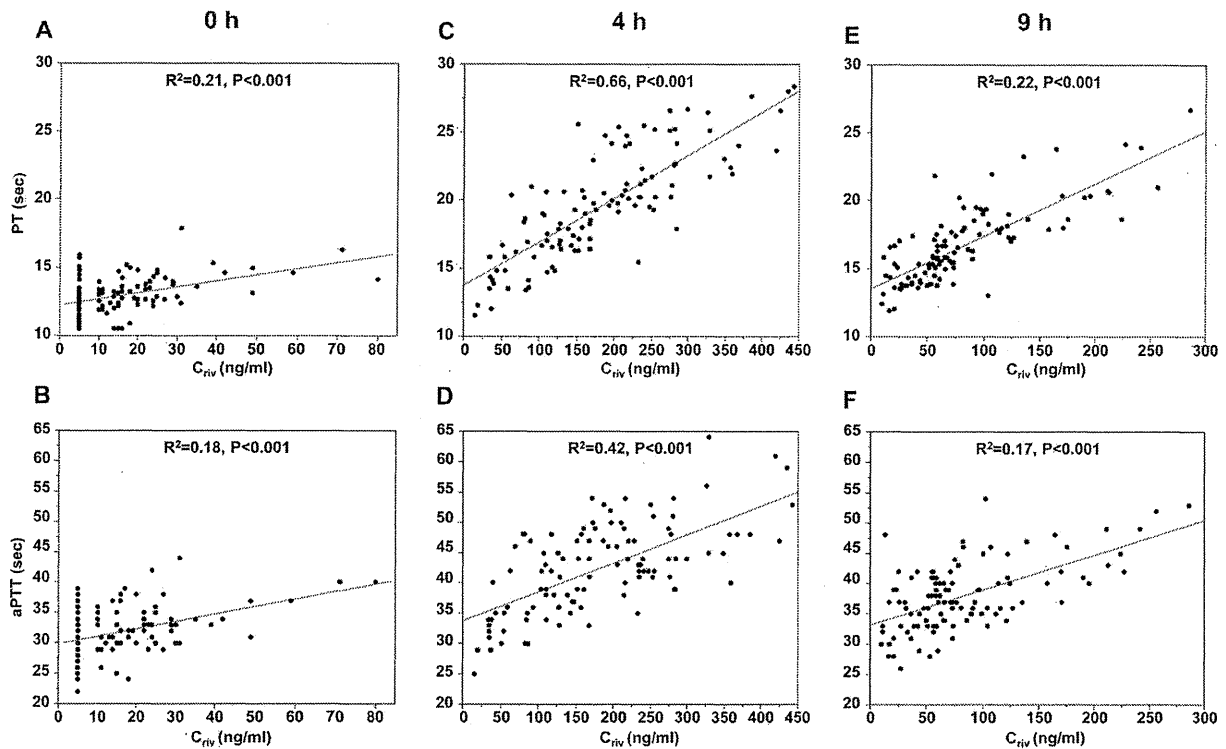 0 h
4 h
9 h
A
R²=0.21, P<0.001
PT (sec)
30
25
20
15
10
0 10 20 30 40 50 60 70 80
C_riv (ng/ml)
C
R²=0.66, P<0.001
30
25
20
15
10
0 50 100 150 200 250 300 350 400 450
C_riv (ng/ml)
E
R²=0.22, P<0.001
30
25
20
15
10
0 50 100 150 200 250 300
C_riv (ng/ml)
B
R²=0.18, P<0.001
aPTT (sec)
65
60
55
50
45
40
35
30
25
20
0 10 20 30 40 50 60 70 80
C_riv (ng/ml)
D
R²=0.42, P<0.001
65
60
55
50
45
40
35
30
25
20
0 50 100 150 200 250 300 350 400 450
C_riv (ng/ml)
F
R²=0.17, P<0.001
65
60
55
50
45
40
35
30
25
20
0 50 100 150 200 250 300
C_riv (ng/ml)